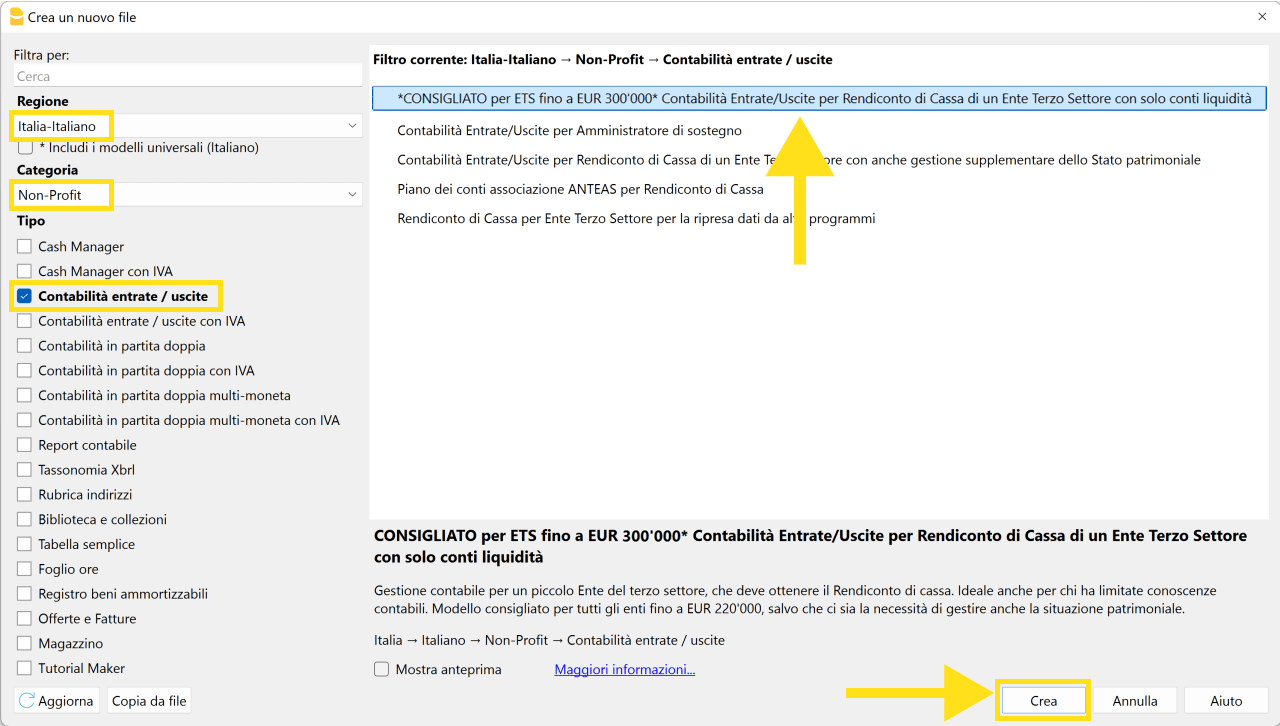 Crea un nuovo file
Filtra per:
Cerca
Regione
Italia-Italiano
* Includi i modelli universali (Italiano)
Categoria
Non-Profit
Tipo
Cash Manager
Cash Manager con IVA
Contabilità entrate / uscite
Contabilità entrate / uscite con IVA
Contabilità in partita doppia
Contabilità in partita doppia con IVA
Contabilità in partita doppia multi-moneta
Contabilità in partita doppia multi-moneta con IVA
Report contabile
Tassonomia Xbrl
Rubrica indirizzi
Biblioteca e collezioni
Tabella semplice
Foglio ore
Registro beni ammortizzabili
Offerte e Fatture
Magazzino
Tutorial Maker
Aggiorna
Copia da file
Filtro corrente: Italia-Italiano → Non-Profit → Contabilità entrate / uscite
*CONSIGLIATO per ETS fino a EUR 300'000* Contabilità Entrate/Uscite per Rendiconto di Cassa di un Ente Terzo Settore con solo conti liquidità
Contabilità Entrate/Uscite per Amministratore di sostegno
Contabilità Entrate/Uscite per Rendiconto di Cassa di un Ente Te ore con anche gestione supplementare dello Stato patrimoniale
Piano dei conti associazione ANTEAS per Rendiconto di Cassa
Rendiconto di Cassa per Ente Terzo Settore per la ripresa dati da al programmi
CONSIGLIATO per ETS fino a EUR 300'000* Contabilità Entrate/Uscite per Rendiconto di Cassa di un Ente Terzo Settore
con solo conti liquidità
Gestione contabile per un piccolo Ente del terzo settore, che deve ottenere il Rendiconto di cassa. Ideale anche per chi ha limitate conoscenze
contabili. Modello consigliato per tutti gli enti fino a EUR 220'000, salvo che ci sia la necessità di gestire anche la situazione patrimoniale.
Italia → Italiano → Non-Profit → Contabilità entrate / uscite
Mostra anteprima
Maggiori informazioni...
Crea
Annulla
Aiuto